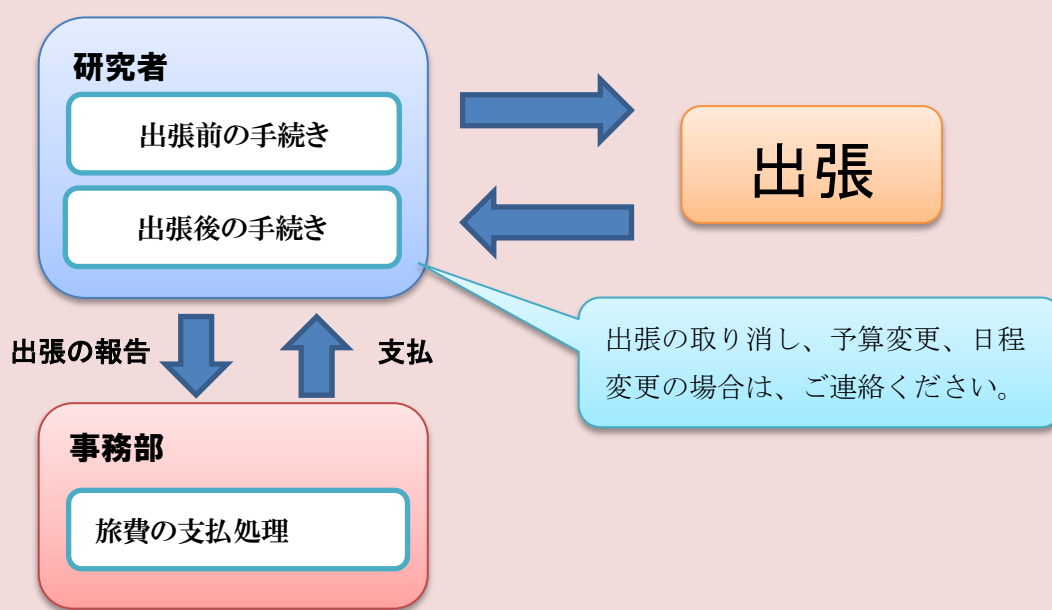 研究者
出張前の手続き
出張後の手続き
出張
出張の取り消し、予算変更、日程
変更の場合は、ご連絡ください。
出張の報告
支払
事務部
旅費の支払処理